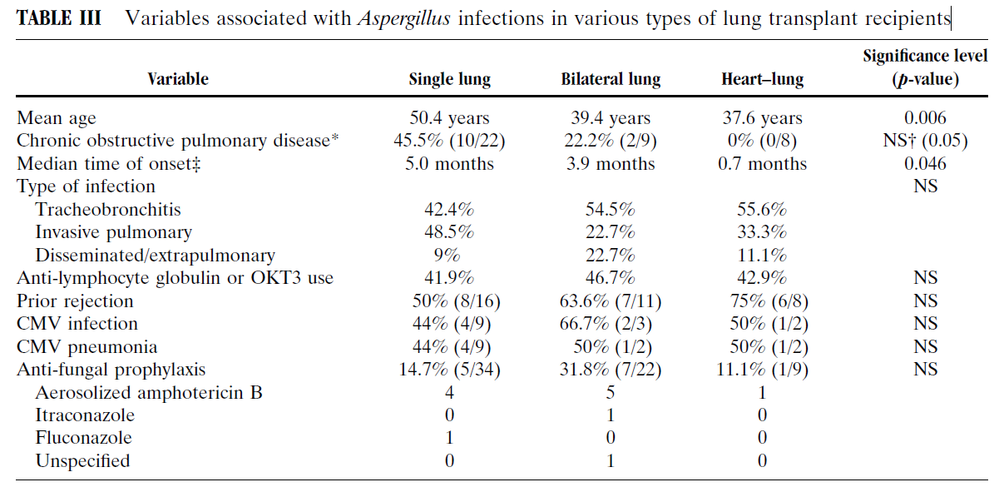 TABLE III Variables associated with Aspergillus infections in various types of lung transplant recipients
Significance level
Variable Single lung Bilateral lung Heart–lung (p-value)
Mean age 50.4 years 39.4 years 37.6 years 0.006
Chronic obstructive pulmonary disease* 45.5% (10/22) 22.2% (2/9) 0% (0/8) NS† (0.05)
Median time of onset‡ 5.0 months 3.9 months 0.7 months 0.046
Type of infection NS
Tracheobronchitis 42.4% 54.5% 55.6%
Invasive pulmonary 48.5% 22.7% 33.3%
Disseminated/extrapulmonary 9% 22.7% 11.1%
Anti-lymphocyte globulin or OKT3 use 41.9% 46.7% 42.9% NS
Prior rejection 50% (8/16) 63.6% (7/11) 75% (6/8) NS
CMV infection 44% (4/9) 66.7% (2/3) 50% (1/2) NS
CMV pneumonia 44% (4/9) 50% (1/2) 50% (1/2) NS
Anti-fungal prophylaxis 14.7% (5/34) 31.8% (7/22) 11.1% (1/9) NS
Aerosolized amphotericin B 4 5 1
Itraconazole 0 1 0
Fluconazole 1 0 0
Unspecified 0 1 0